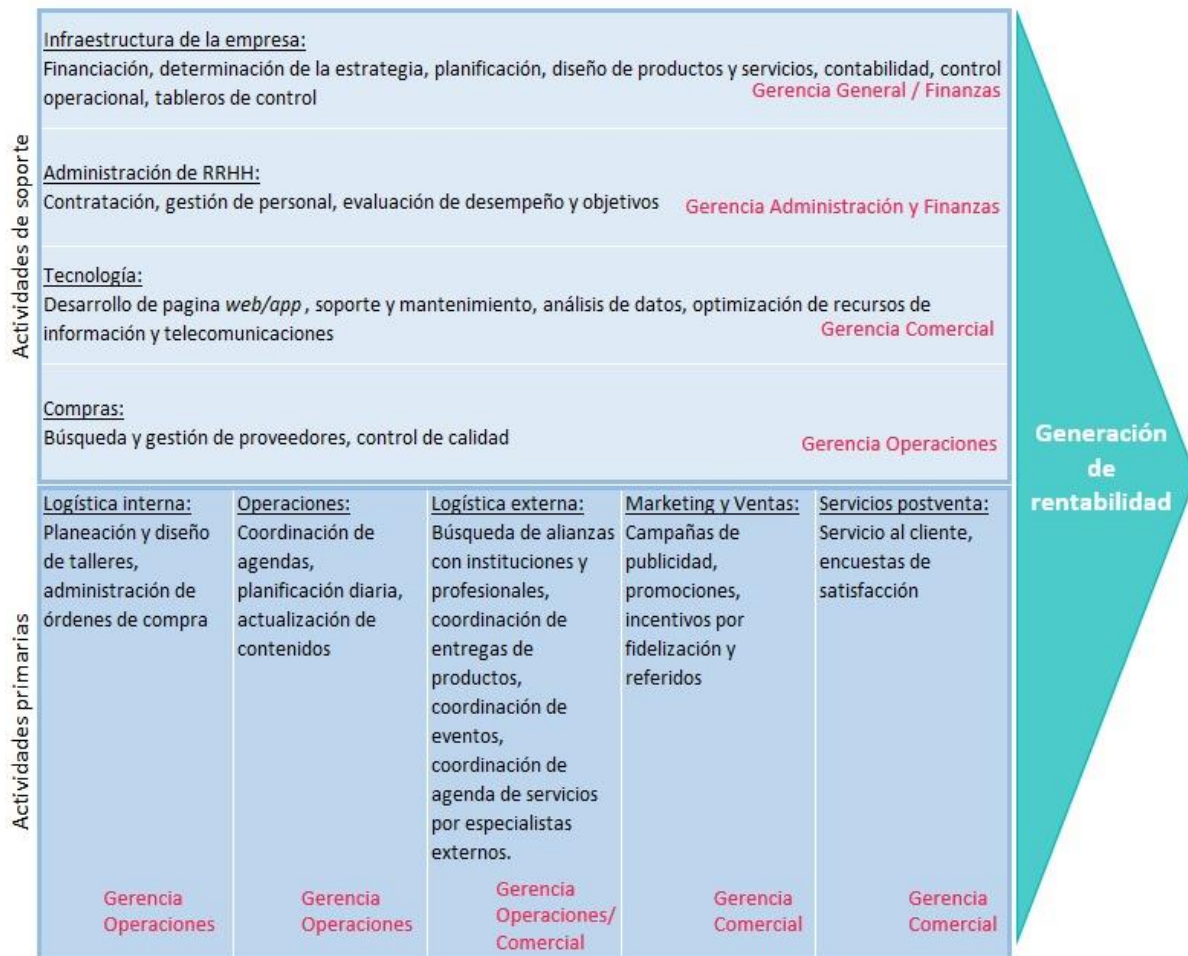 Actividades de soporte
Infraestructura de la empresa:
Financiación, determinación de la estrategia, planificación, diseño de productos y servicios, contabilidad, control
operacional, tableros de control
Gerencia General / Finanzas
Administración de RRHH:
Contratación, gestión de personal, evaluación de desempeño y objetivos
Gerencia Administración y Finanzas
Tecnología:
Desarrollo de pagina web/app , soporte y mantenimiento, análisis de datos, optimización de recursos de
información y telecomunicaciones
Gerencia Comercial
Compras:
Búsqueda y gestión de proveedores, control de calidad
Gerencia Operaciones
Actividades primarias
Logística interna:
Planeación y diseño
de talleres,
administración de
órdenes de compra
Gerencia
Operaciones
Operaciones:
Coordinación de
agendas,
planificación diaria,
actualización de
contenidos
Gerencia
Operaciones
Logística externa:
Búsqueda de alianzas
con instituciones y
profesionales,
coordinación de
entregas de
productos,
coordinación de
eventos,
coordinación de
agenda de servicios
por especialistas
externos.
Gerencia
Operaciones/
Comercial
Marketing y Ventas:
Campañas de
publicidad,
promociones,
incentivos por
fidelización y
referidos
Gerencia
Comercial
Servicios postventa:
Servicio al cliente,
encuestas de
satisfacción
Gerencia
Comercial
Generación
de
rentabilidad